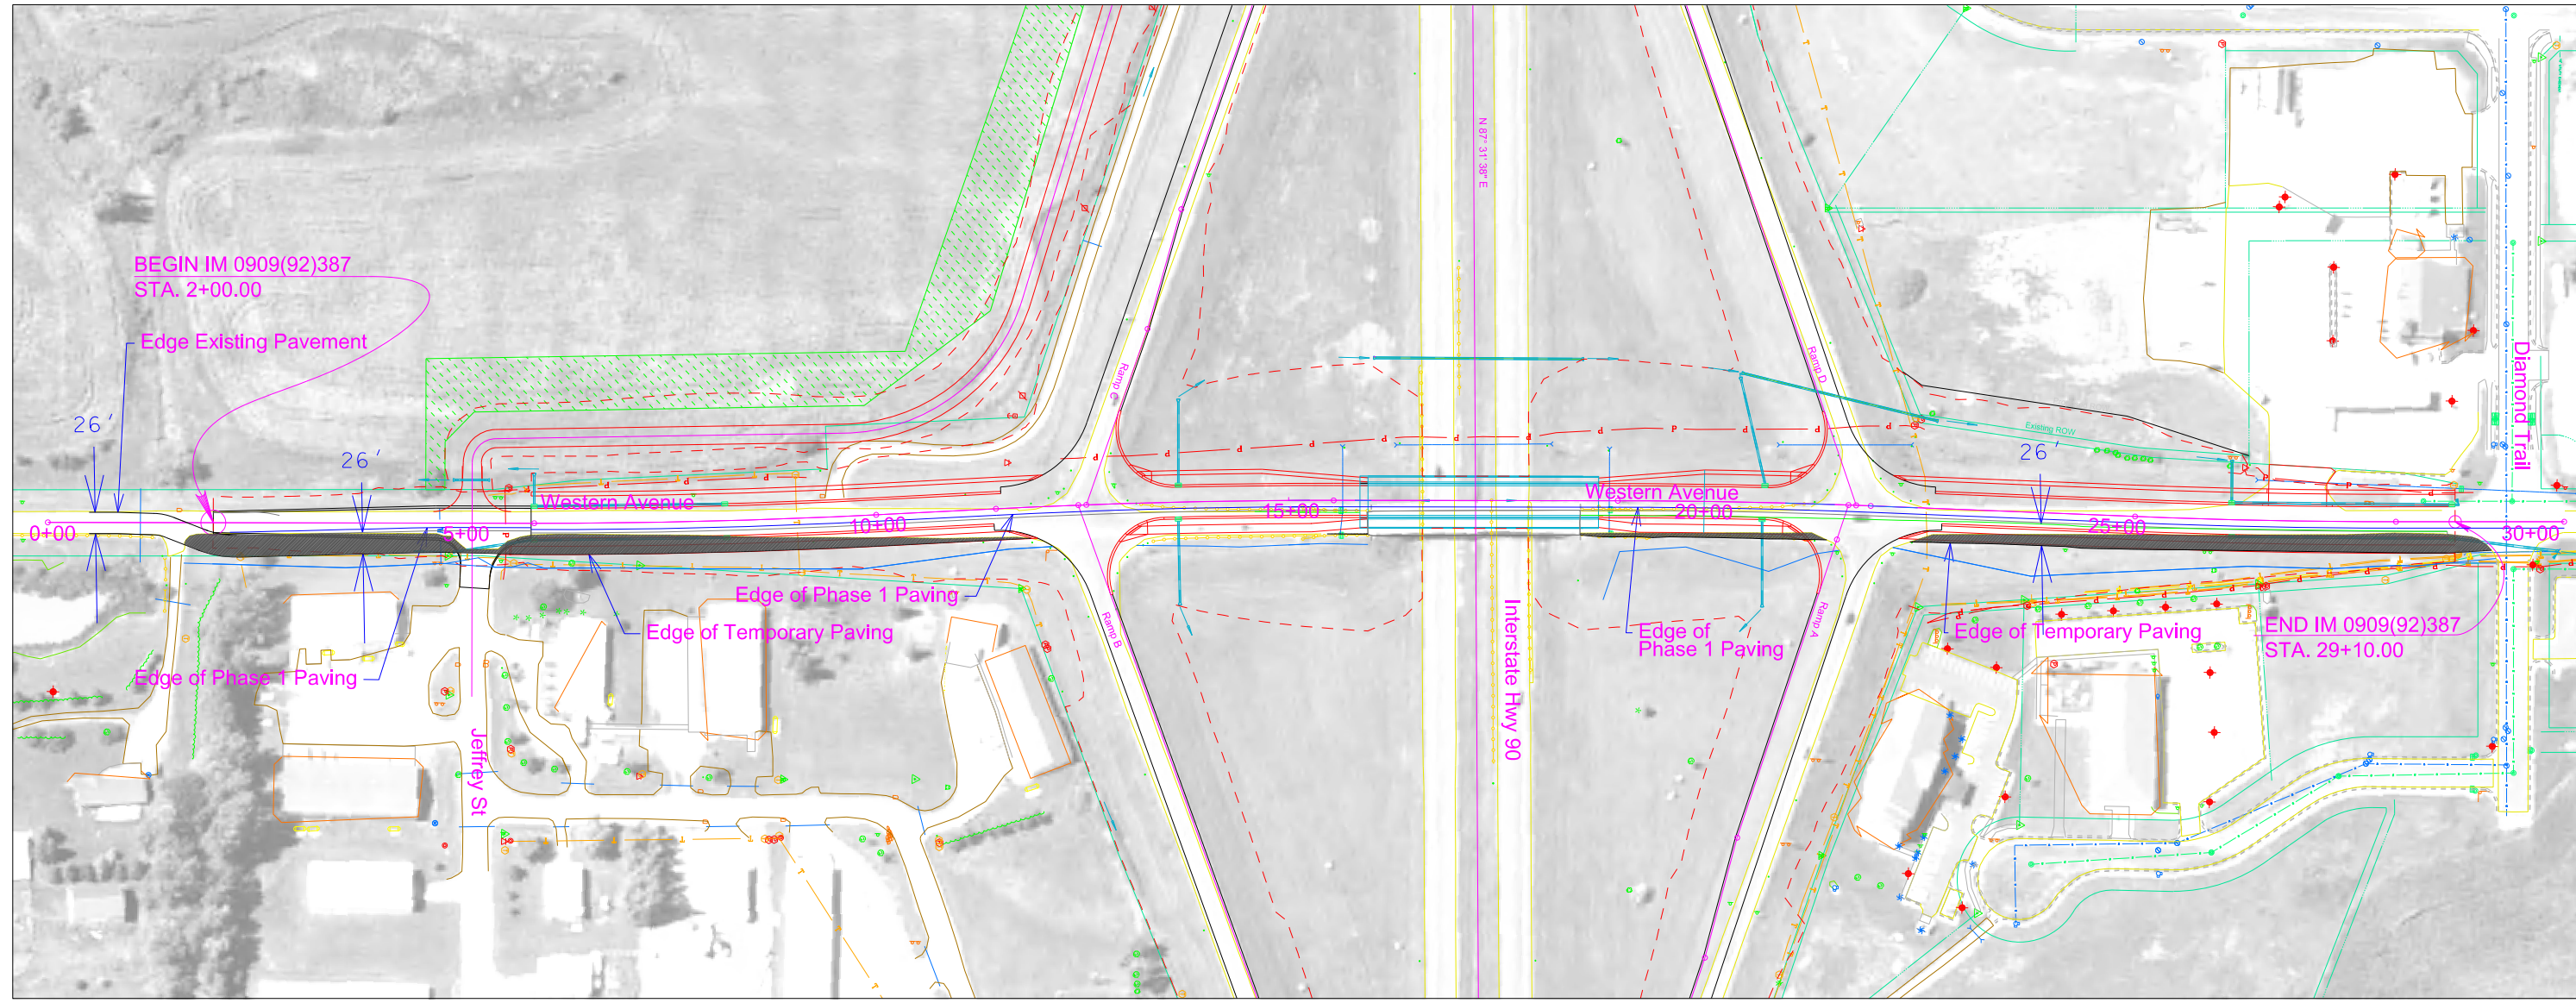 N 87° 31' 38" E
BEGIN IM 0909(92)387
STA. 2+00.00
Edge Existing Pavement
Ramp C
Ramp D
Diamond Trail
26 '
26 '
Existing ROW
26 '
Western Avenue
Western Avenue
0+00
5+00
10+00
15+00
20+00
25+00
30+00
Edge of Phase 1 Paving
Edge of Temporary Paving
Edge of Phase 1 Paving
Ramp B
Interstate Hwy 90
Edge of
Phase 1 Paving
Ramp A
Edge of Temporary Paving
END IM 0909(92)387
STA. 29+10.00
Jeffrey St